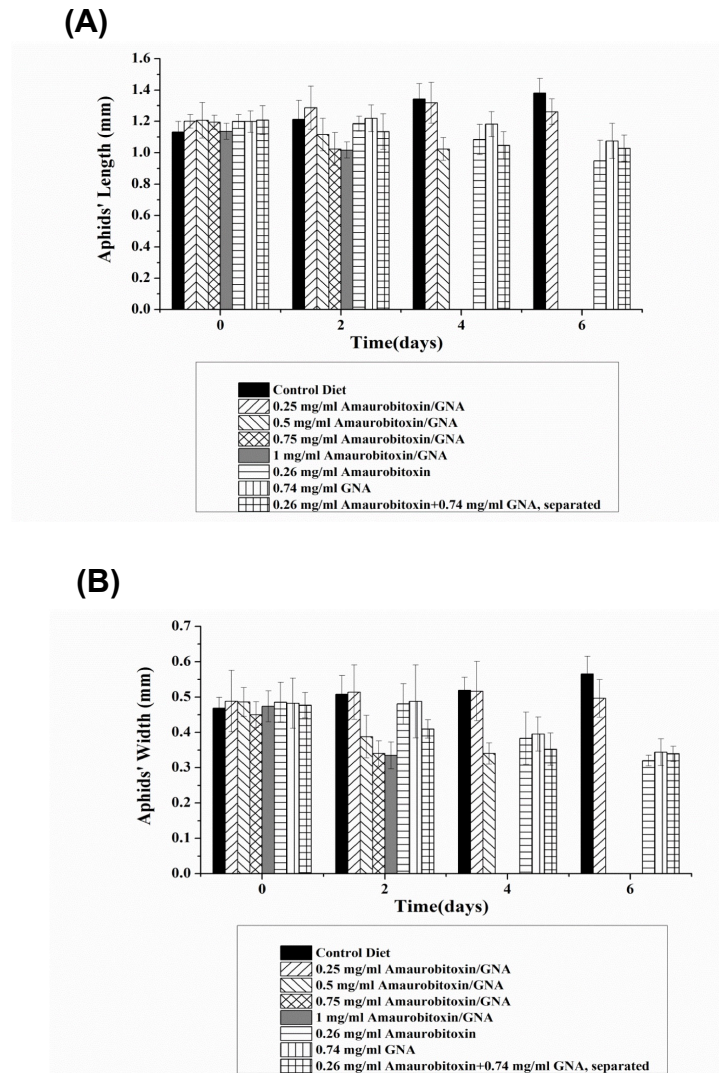 (A)
Aphids' Length (mm)
1.6
1.4
1.2
1.0
0.8
0.6
0.4
0.2
0.0
0 2 4 6
Time(days)
Control Diet
0.25 mg/ml Amaurobitoxin/GNA
0.5 mg/ml Amaurobitoxin/GNA
0.75 mg/ml Amaurobitoxin/GNA
1 mg/ml Amaurobitoxin/GNA
0.26 mg/ml Amaurobitoxin
0.74 mg/ml GNA
0.26 mg/ml Amaurobitoxin+0.74 mg/ml GNA, separated
(B)
Aphids' Width (mm)
0.7
0.6
0.5
0.4
0.3
0.2
0.1
0.0
0 2 4 6
Time(days)
Control Diet
0.25 mg/ml Amaurobitoxin/GNA
0.5 mg/ml Amaurobitoxin/GNA
0.75 mg/ml Amaurobitoxin/GNA
1 mg/ml Amaurobitoxin/GNA
0.26 mg/ml Amaurobitoxin
0.74 mg/ml GNA
0.26 mg/ml Amaurobitoxin+0.74 mg/ml GNA, separated